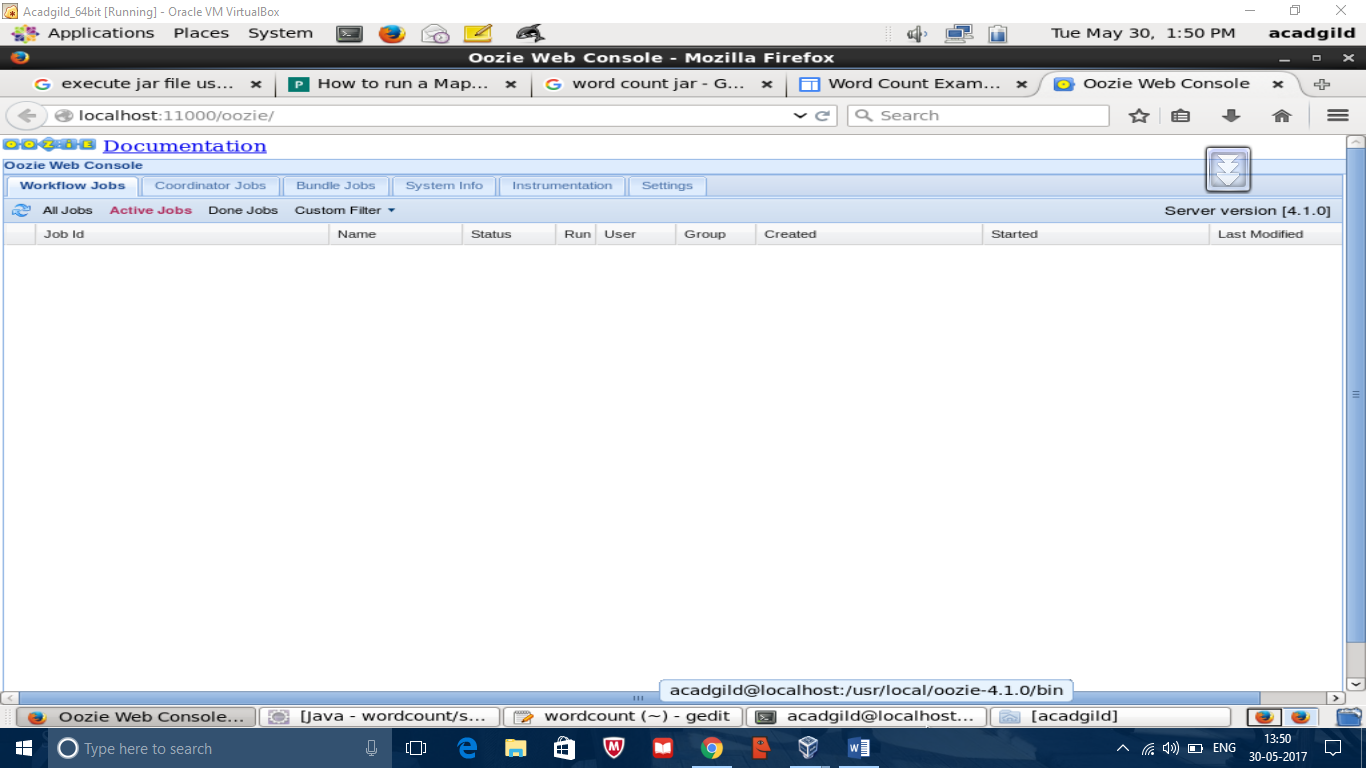 Acadgild_64bit [Running] - Oracle VM VirtualBox
Applications Places System Tue May 30, 1:50 PM acadgild
Oozie Web Console - Mozilla Firefox
execute jar file us... How to run a Map... word count jar - G... Word Count Exam... Oozie Web Console
localhost:11000/oozie/ Search
OOZIE Documentation
Oozie Web Console
Workflow Jobs Coordinator Jobs Bundle Jobs System Info Instrumentation Settings
All Jobs Active Jobs Done Jobs Custom Filter Server version [4.1.0]
Job Id Name Status Run User Group Created Started Last Modified
acadgild@localhost:/usr/local/oozie-4.1.0/bin
Oozie Web Console... [Java - wordcount/s... wordcount (~) - gedit acadgild@localhost... [acadgild]
Type here to search ENG 13:50
30-05-2017